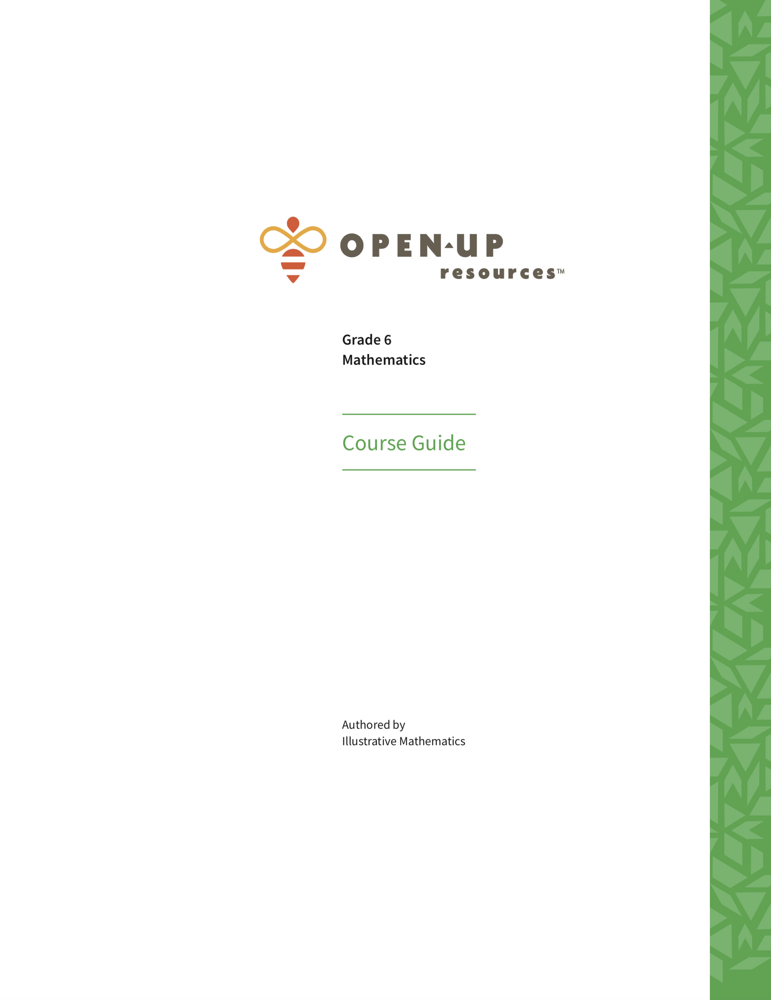 OPEN-UP
resources™
Grade 6
Mathematics
Course Guide
Authored by
Illustrative Mathematics